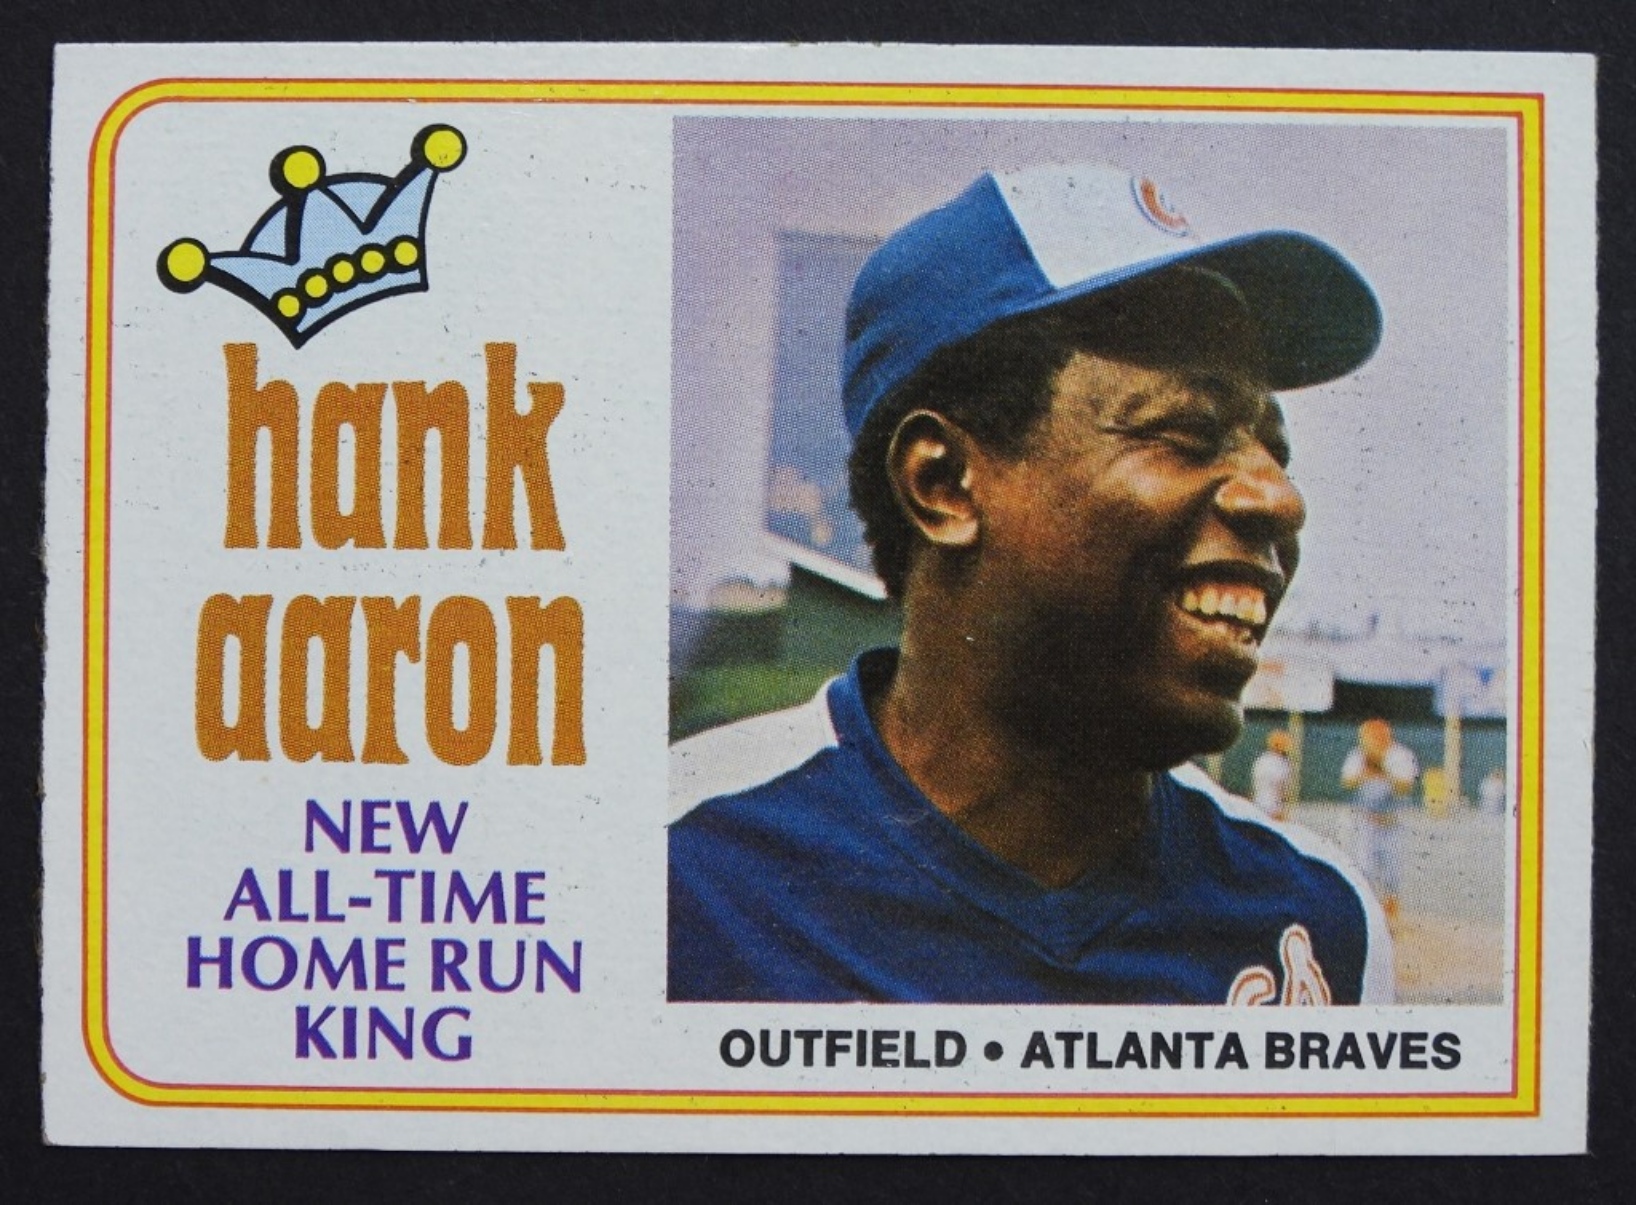 hank
aaron
NEW
ALL-TIME
HOME RUN
KING
OUTFIELD • ATLANTA BRAVES